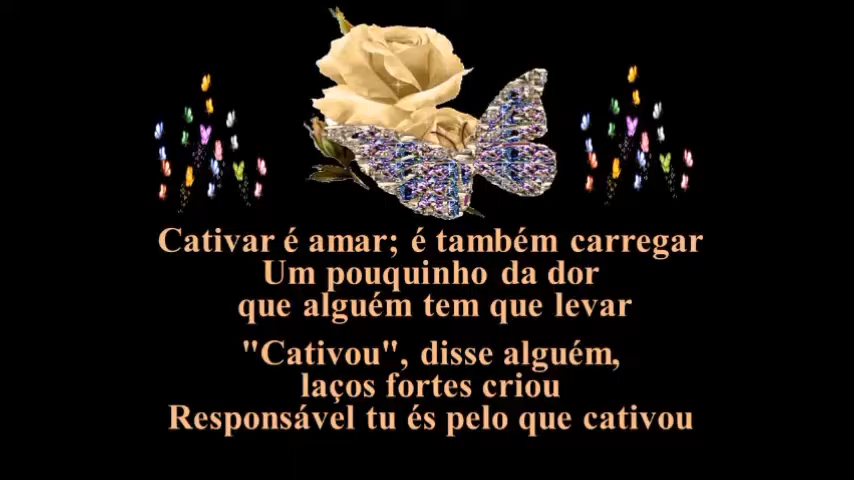 Cativar é amar; é também carregar
Um pouquinho da dor
que alguém tem que levar
"Cativou", disse alguém,
laços fortes criou
Responsável tu és pelo que cativou